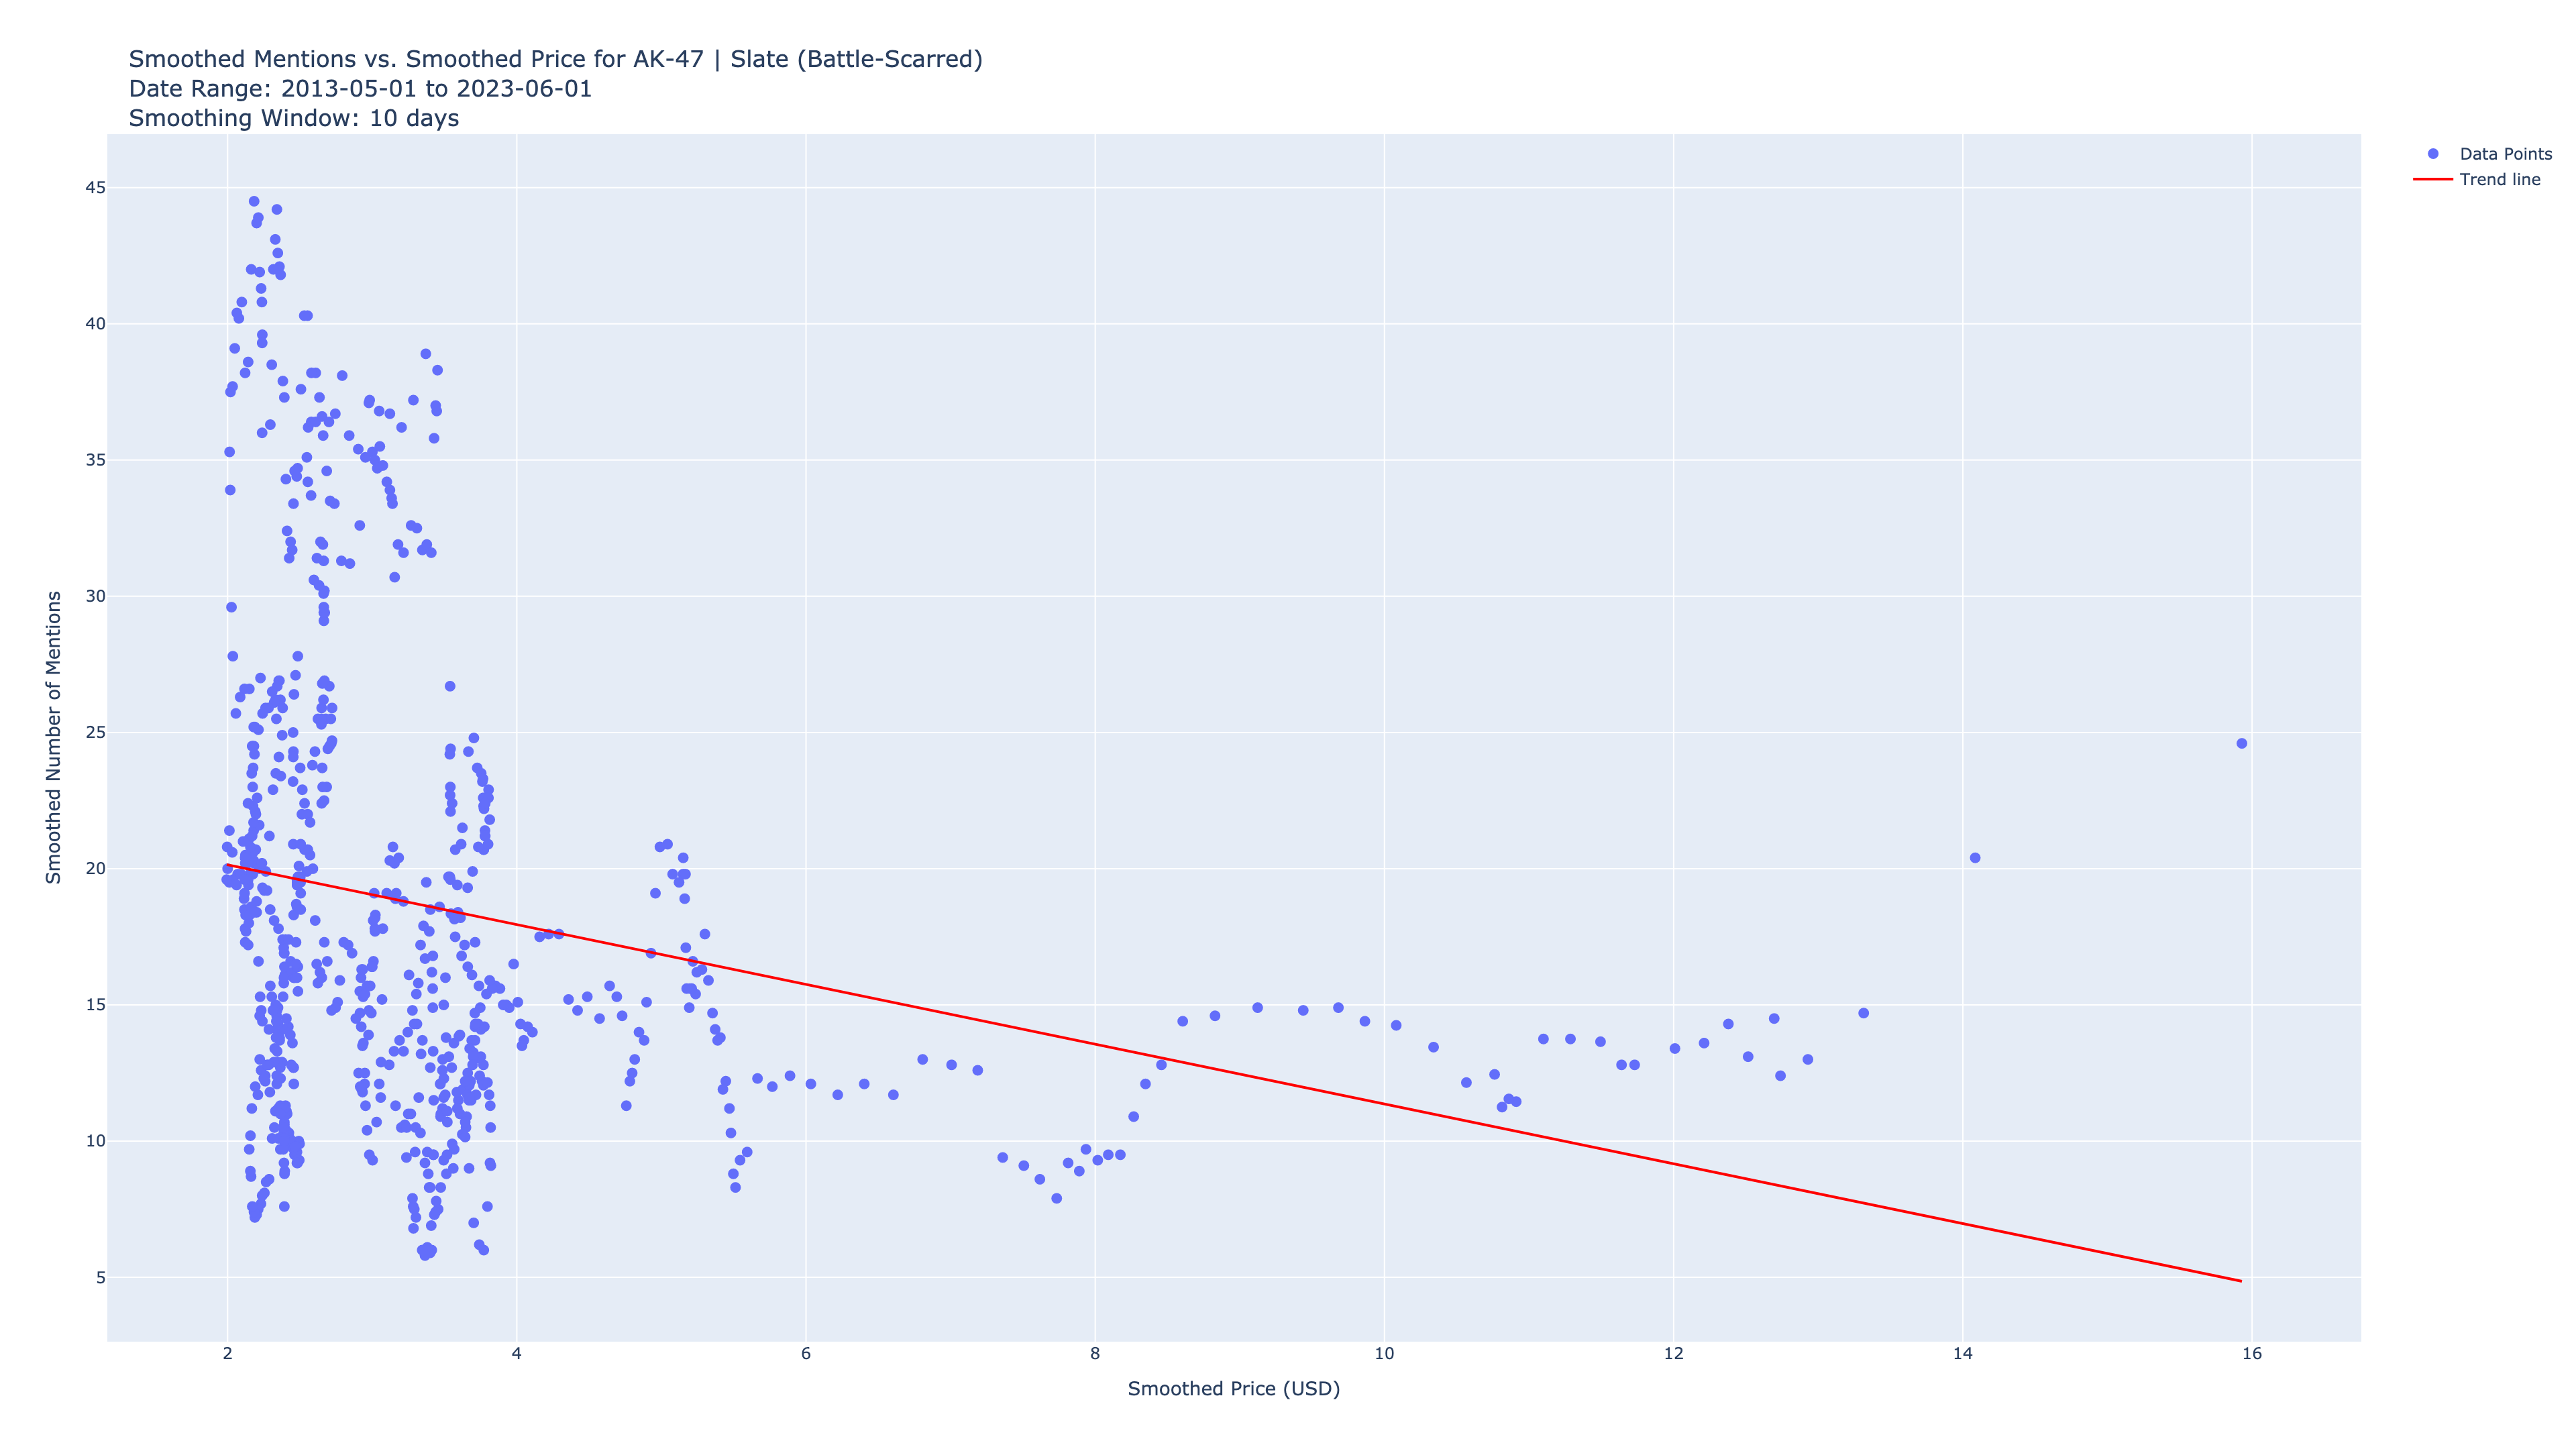 Smoothed Mentions vs. Smoothed Price for AK-47 | Slate (Battle-Scarred)
Date Range: 2013-05-01 to 2023-06-01
Smoothing Window: 10 days
Data Points
Trend line
45
40
35
30
25
20
15
10
5
Smoothed Number of Mentions
2
4
6
8
10
12
14
16
Smoothed Price (USD)